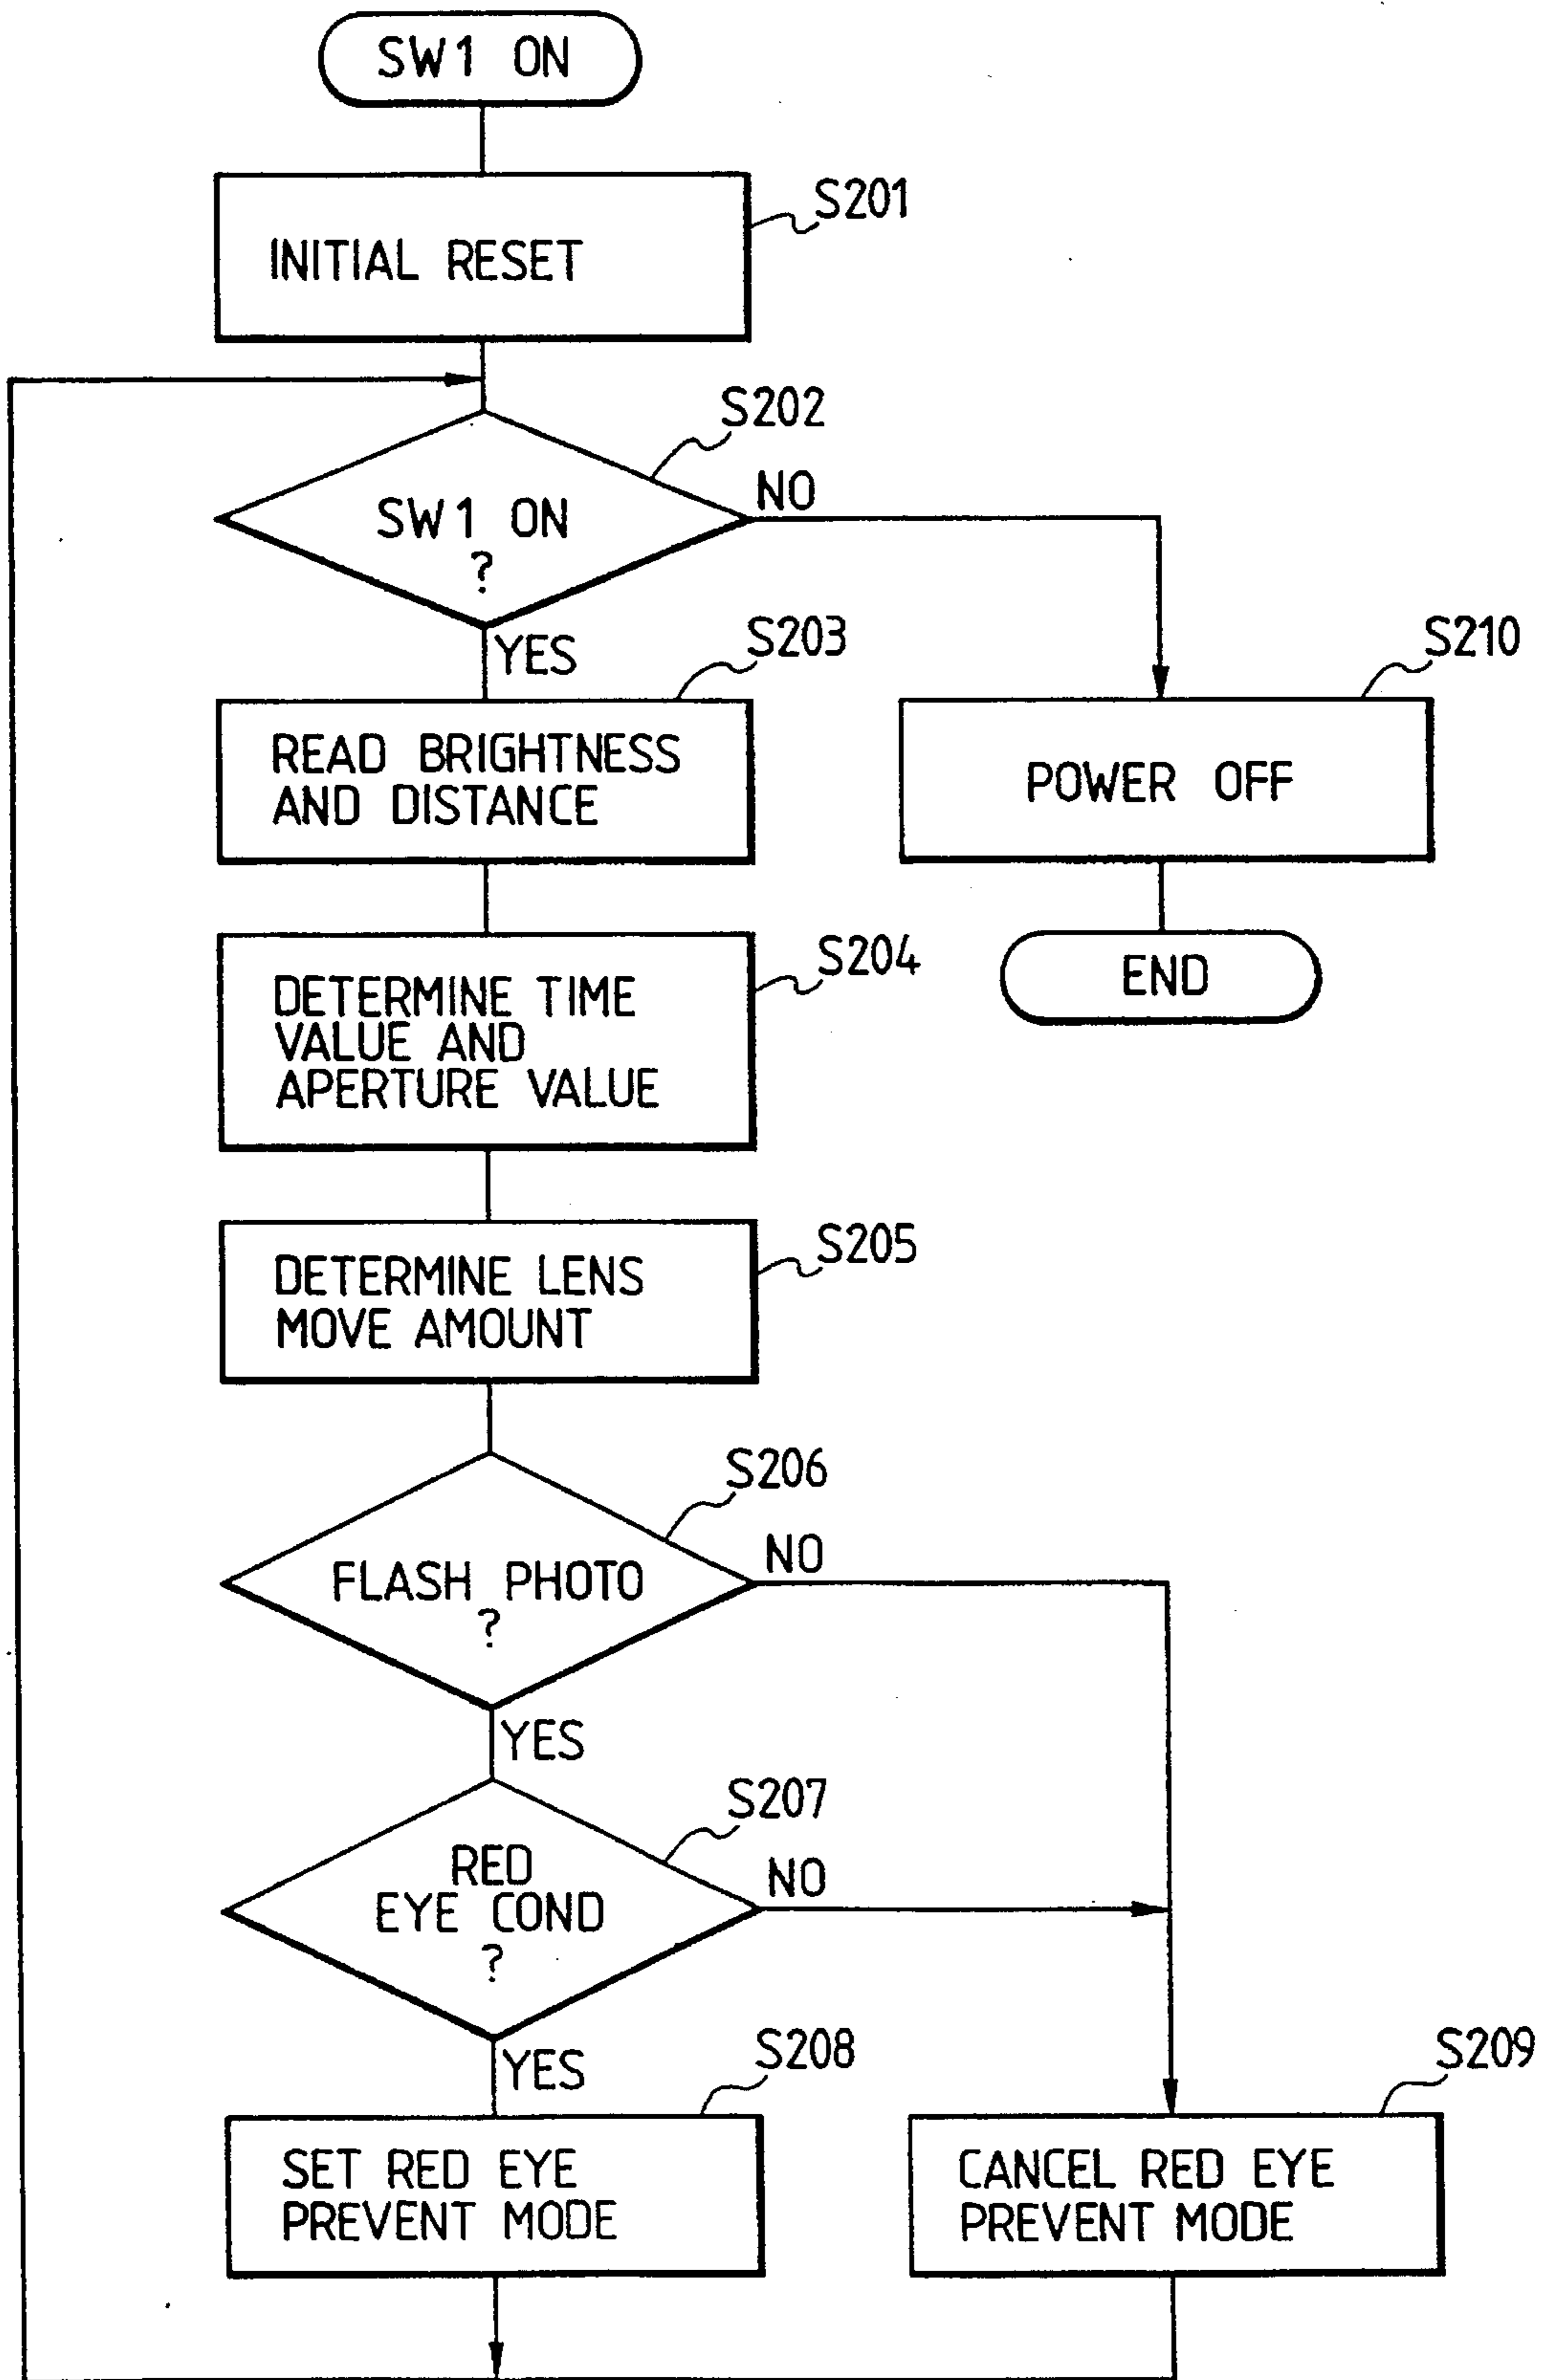 SW1 ON
INITIAL RESET
S201
S202
SW1 ON
?
NO
YES
S203
READ BRIGHTNESS
AND DISTANCE
S210
POWER OFF
END
S204
DETERMINE TIME
VALUE AND
APERTURE VALUE
S205
DETERMINE LENS
MOVE AMOUNT
S206
FLASH PHOTO
?
NO
YES
S207
RED
EYE COND
?
NO
YES
S208
SET RED EYE
PREVENT MODE
S209
CANCEL RED EYE
PREVENT MODE